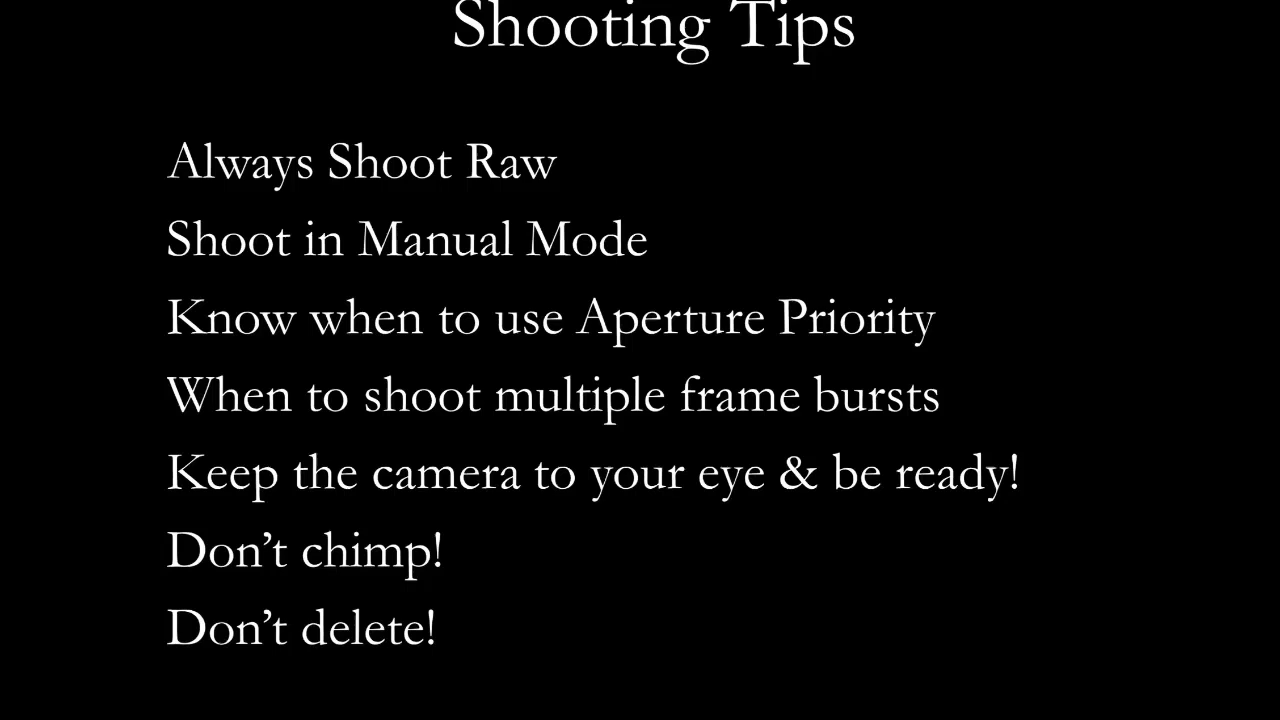 Shooting Tips
Always Shoot Raw
Shoot in Manual Mode
Know when to use Aperture Priority
When to shoot multiple frame bursts
Keep the camera to your eye & be ready!
Don’t chimp!
Don’t delete!